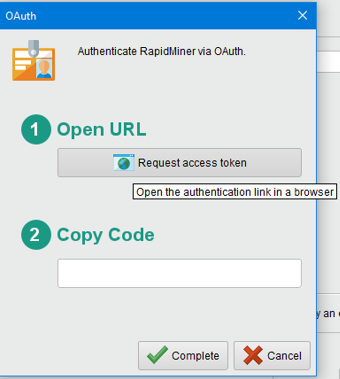 OAuth
Authenticate RapidMiner via OAuth.
1 Open URL
Request access token
Open the authentication link in a browser
2 Copy Code
y an
Complete
Cancel